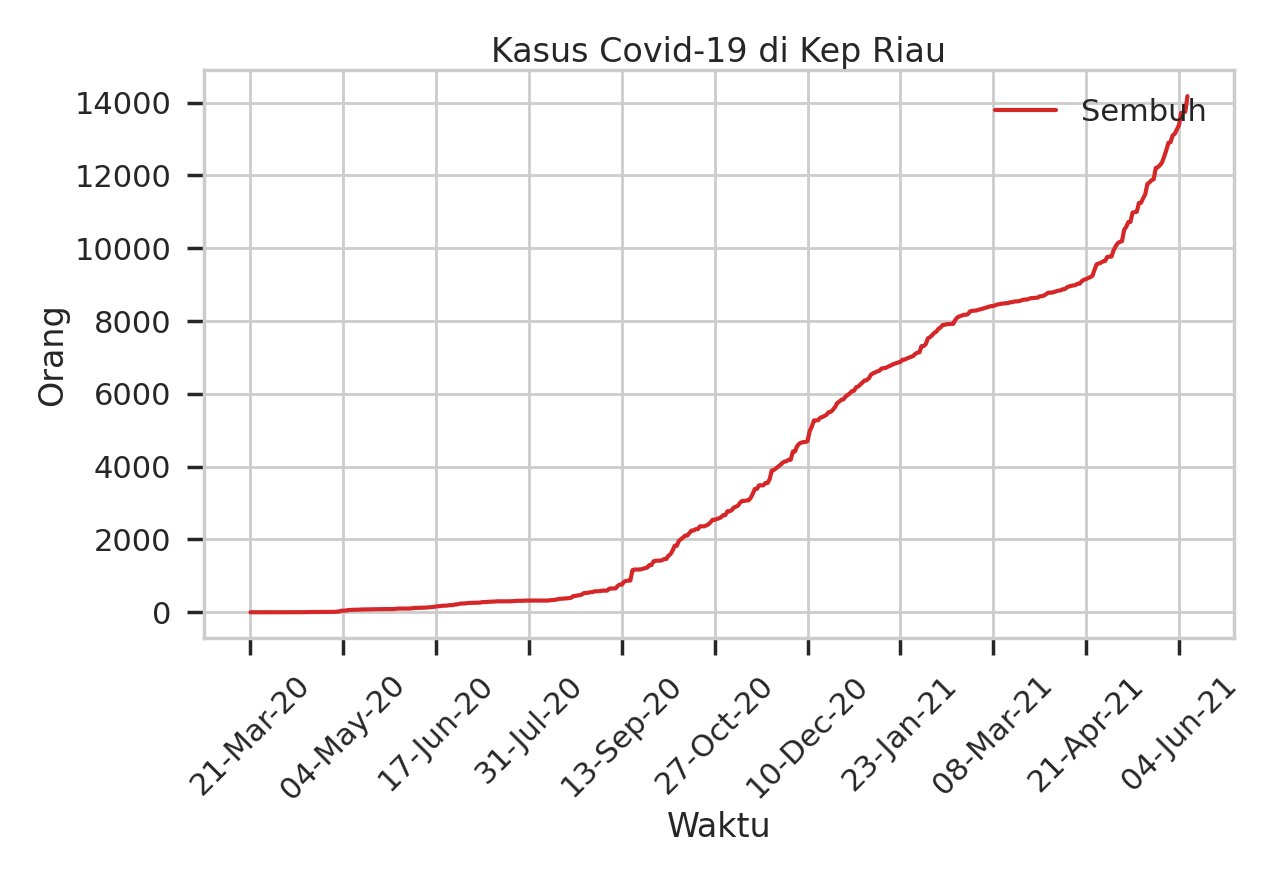 Kasus Covid-19 di Kep Riau
Sembuh
Orang
14000
12000
10000
8000
6000
4000
2000
0
21-Mar-20
04-May-20
17-Jun-20
31-Jul-20
13-Sep-20
27-Oct-20
10-Dec-20
23-Jan-21
08-Mar-21
21-Apr-21
04-Jun-21
Waktu